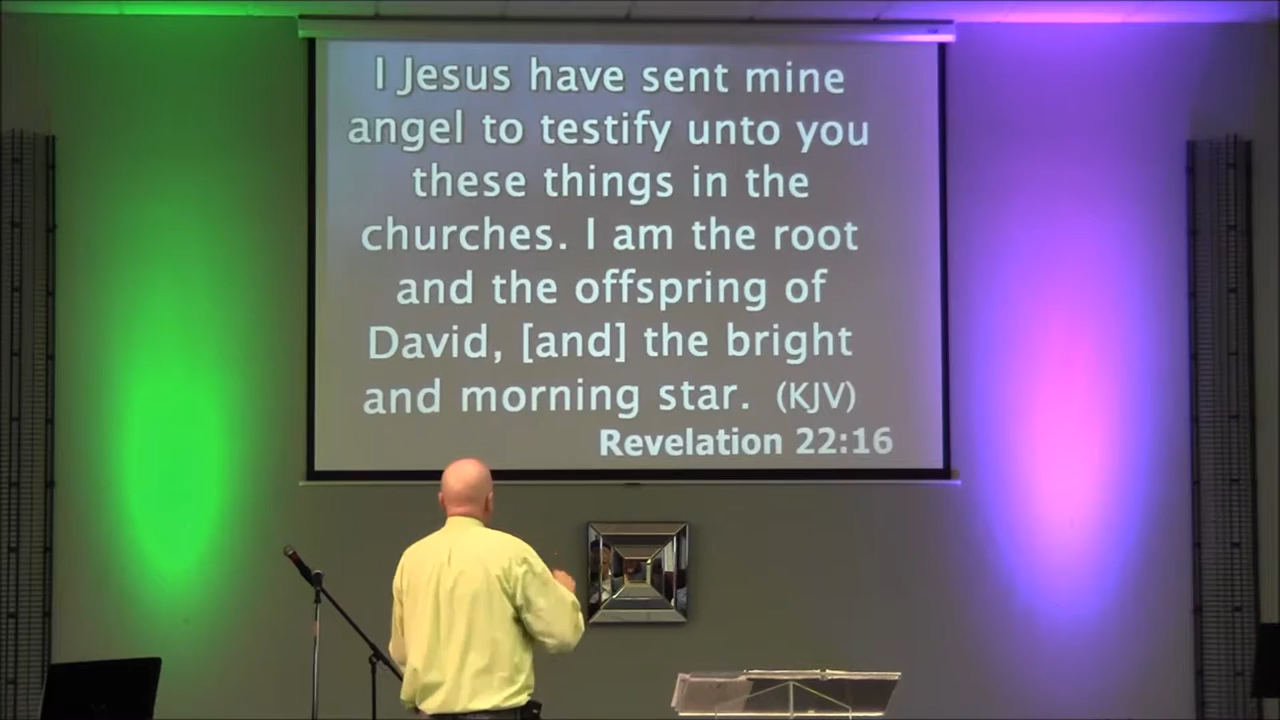 I Jesus have sent mine
angel to testify unto you
these things in the
churches. I am the root
and the offspring of
David, [and] the bright
and morning star. (KJV)
Revelation 22:16